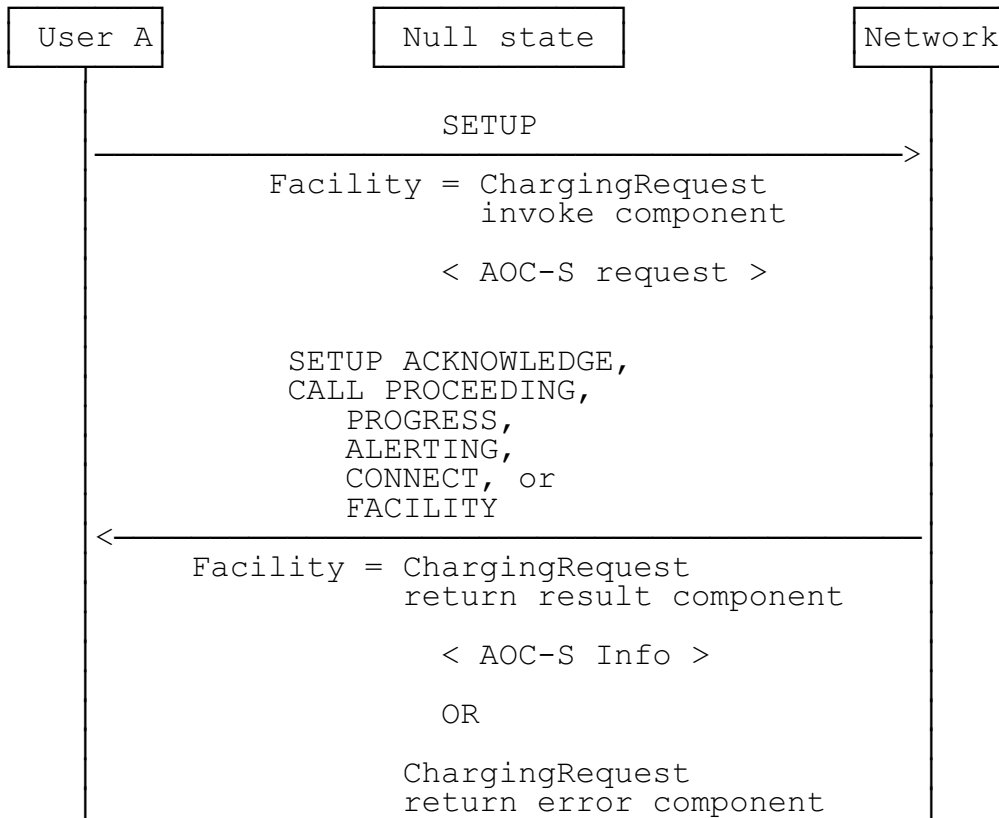 User A Null state Network
SETUP
Facility = ChargingRequest
invoke component
< AOC-S request >
SETUP ACKNOWLEDGE,
CALL PROCEEDING,
PROGRESS,
ALERTING,
CONNECT, or
FACILITY
Facility = ChargingRequest
return result component
< AOC-S Info >
OR
ChargingRequest
return error component